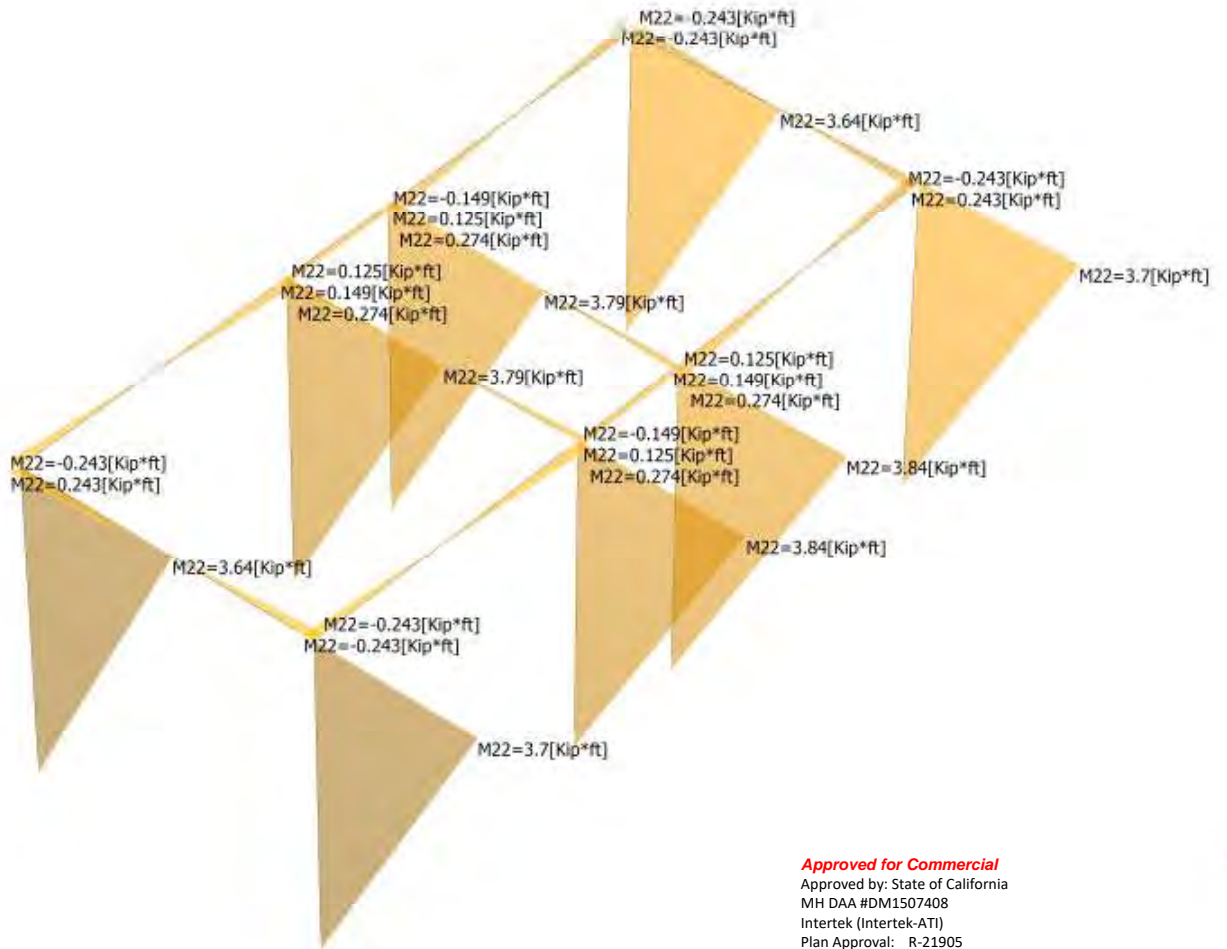 M22=-0.243[Kip*ft]
M22=-0.243[Kip*ft]
M22=3.64[Kip*ft]
M22=-0.243[Kip*ft]
M22=0.243[Kip*ft]
M22=-0.149[Kip*ft]
M22=0.125[Kip*ft]
M22=0.274[Kip*ft]
M22=0.125[Kip*ft]
M22=0.149[Kip*ft]
M22=0.274[Kip*ft]
M22=3.7[Kip*ft]
M22=3.79[Kip*ft]
M22=0.125[Kip*ft]
M22=0.149[Kip*ft]
M22=0.274[Kip*ft]
M22=3.79[Kip*ft]
M22=-0.149[Kip*ft]
M22=0.125[Kip*ft]
M22=0.274[Kip*ft]
M22=-0.243[Kip*ft]
M22=0.243[Kip*ft]
M22=3.84[Kip*ft]
M22=3.84[Kip*ft]
M22=3.64[Kip*ft]
M22=-0.243[Kip*ft]
M22=-0.243[Kip*ft]
M22=3.7[Kip*ft]
Approved for Commercial
Approved by: State of California
MH DAA #DM1507408
Intertek (Intertek-ATI)
Plan Approval: R-21905